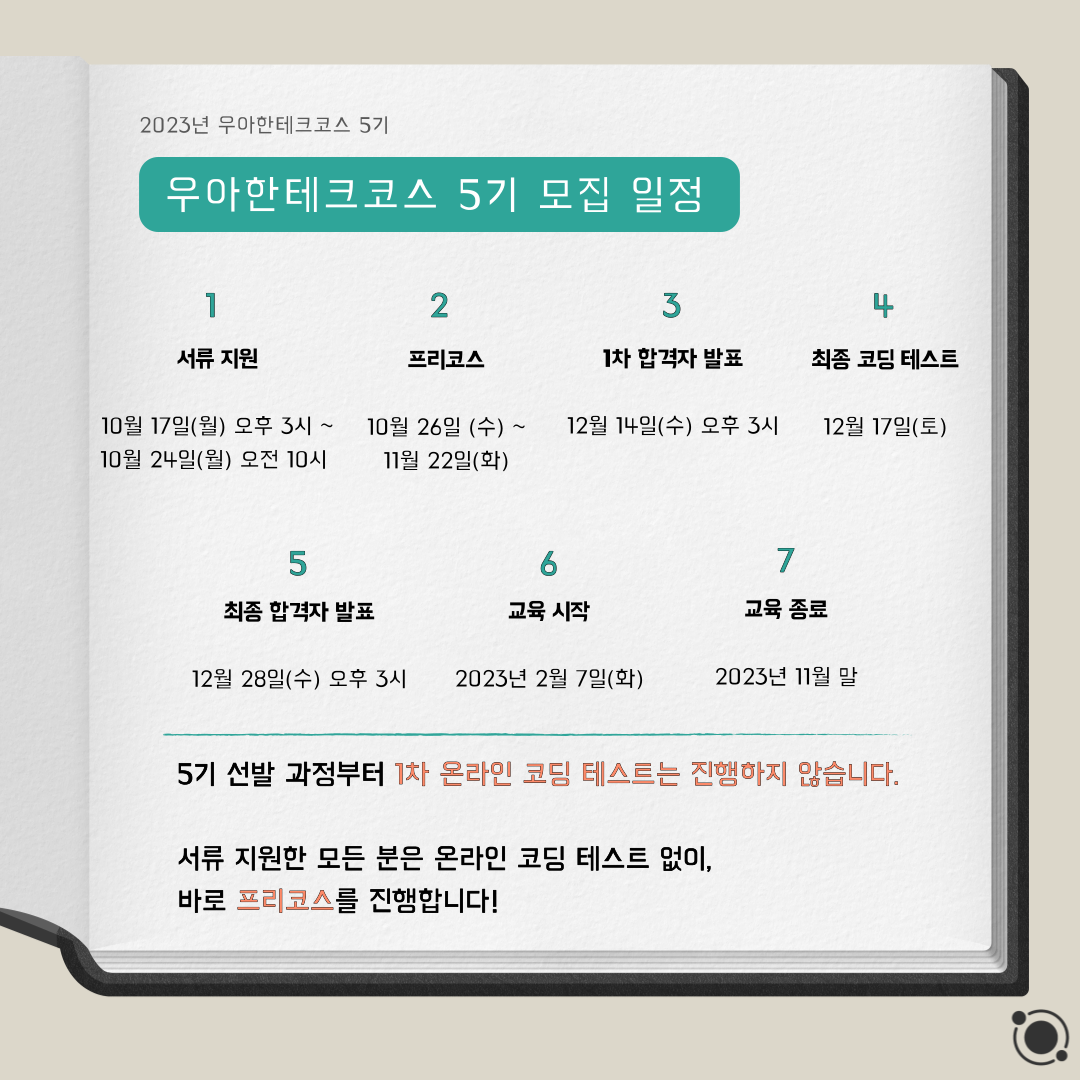 2023년 우아한테크코스 5기
우아한테크코스 5기 모집 일정
1
서류 지원
10월 17일(월) 오후 3시 ~
10월 24일(월) 오전 10시
2
프리코스
10월 26일 (수) ~
11월 22일(화)
3
1차 합격자 발표
12월 14일(수) 오후 3시
4
최종 코딩 테스트
12월 17일(토)
5
최종 합격자 발표
12월 28일(수) 오후 3시
6
교육 시작
2023년 2월 7일(화)
7
교육 종료
2023년 11월 말
5기 선발 과정부터 1차 온라인 코딩 테스트는 진행하지 않습니다.
서류 지원한 모든 분은 온라인 코딩 테스트 없이,
바로 프리코스를 진행합니다!